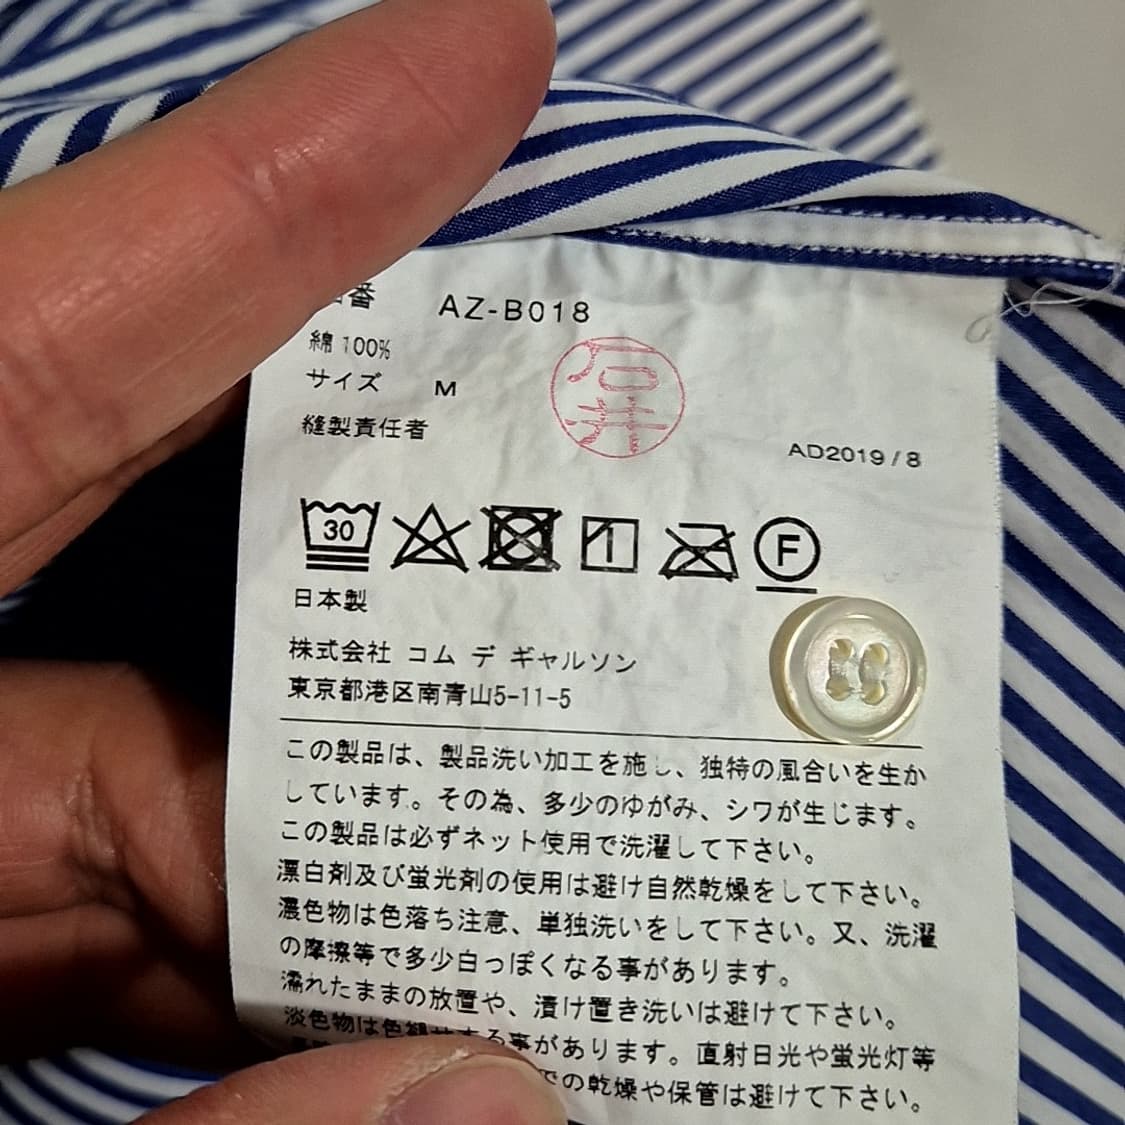 番 AZ-B018
綿 100%
サイズ M
縫製責任者
石井
AD2019/8
30
F
日本製
株式会社 コム デ ギャルソン
東京都港区南青山5-11-5
この製品は、製品洗い加工を施し、独特の風合いを生か
しています。その為、多少のゆがみ、シワが生じます。
この製品は必ずネット使用で洗濯して下さい。
漂白剤及び蛍光剤の使用は避け自然乾燥をして下さい。
濃色物は色落ち注意、単独洗いをして下さい。又、洗濯
の摩擦等で多少白っぽくなる事があります。
濡れたままの放置や、漬け置き洗いは避けて下さい。
淡色物は色褪せする事があります。直射日光や蛍光灯等
での乾燥や保管は避けて下さい。